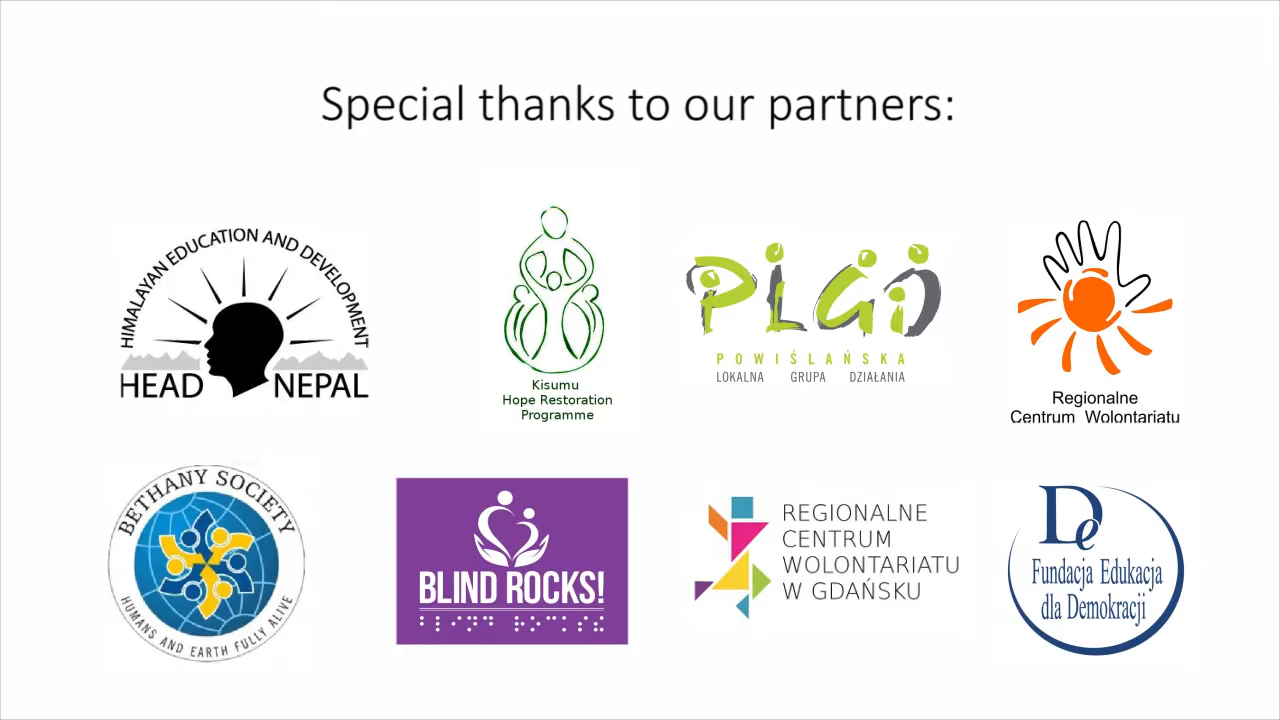 Special thanks to our partners:
HIMALAYAN EDUCATION AND DEVELOPMENT
HEAD NEPAL
Kisumu
Hope Restoration
Programme
PLGD
POWIŚLAŃSKA
LOKALNA GRUPA DZIAŁANIA
Regionalne
Centrum Wolontariatu
BETHANY SOCIETY
HUMANS AND EARTH FULLY ALIVE
BLIND ROCKS!
⠃⠇⠊⠝⠙ ⠗⠕⠉⠅⠎⠮
REGIONALNE
CENTRUM
WOLONTARIATU
W GDAŃSKU
De
Fundacja Edukacja
dla Demokracji